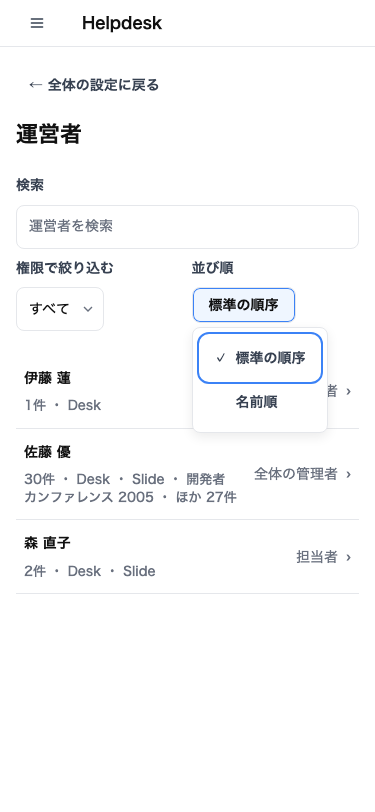 Helpdesk
← 全体の設定に戻る
運営者
検索
運営者を検索
権限で絞り込む
並び順
すべて
標準の順序
✓ 標準の順序
名前順
伊藤 蓮
者 ›
1件 ・ Desk
佐藤 優
30件 ・ Desk ・ Slide ・ 開発者
カンファレンス 2005 ・ ほか 27件
全体の管理者 ›
森 直子
2件 ・ Desk ・ Slide
担当者 ›